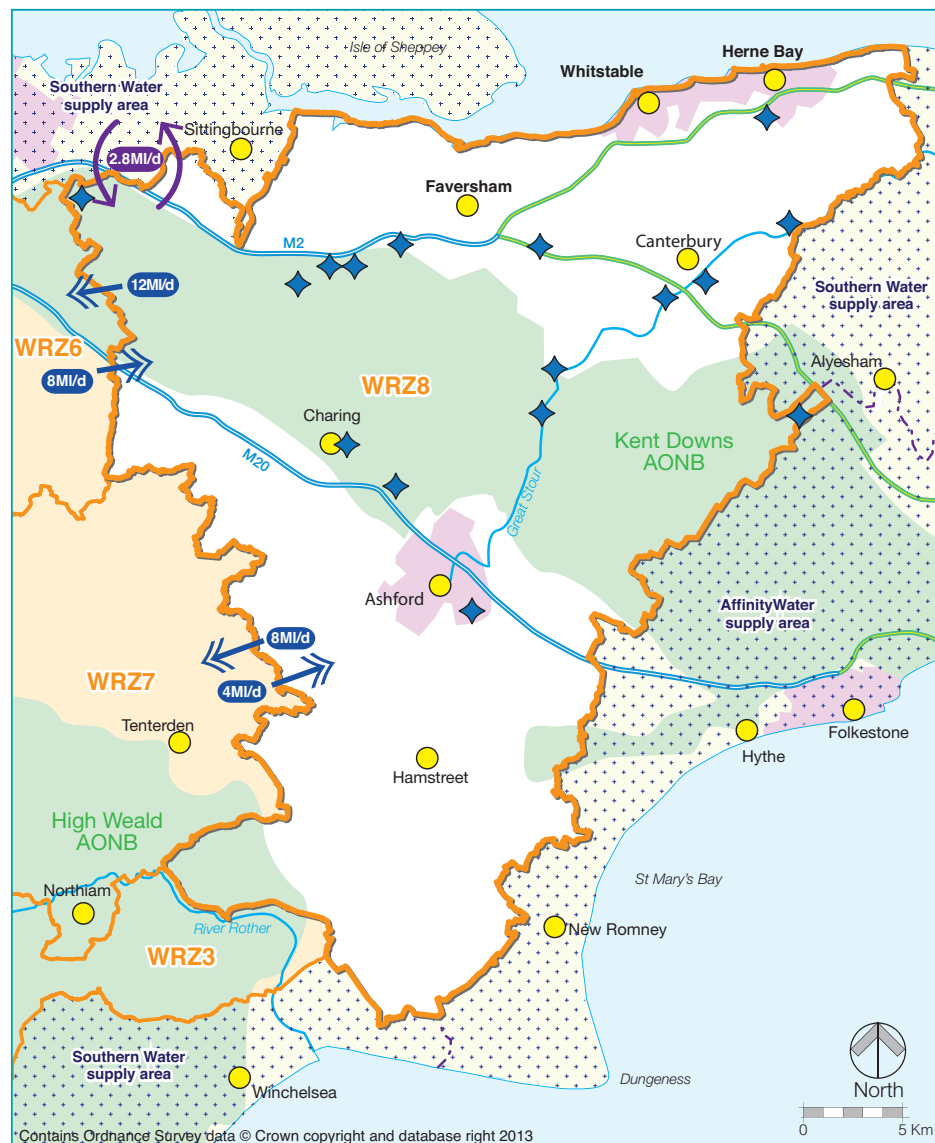 Isle of Sheppey
Herne Bay
Whitstable
Southern Water
supply area
Sittingbourne
2.8Ml/d
Faversham
M2
Canterbury
12Ml/d
Southern Water
supply area
WRZ6
8Ml/d
WRZ8
Alyesham
Charing
Kent Downs
AONB
M20
Great Stour
Ashford
AffinityWater
supply area
8Ml/d
WRZ7
4Ml/d
Tenterden
Folkestone
Hythe
Hamstreet
High Weald
AONB
St Mary's Bay
Northiam
River Rother
New Romney
WRZ3
Southern Water
supply area
Dungeness
North
Winchelsea
0 5 Km
Contains Ordnance Survey data © Crown copyright and database right 2013